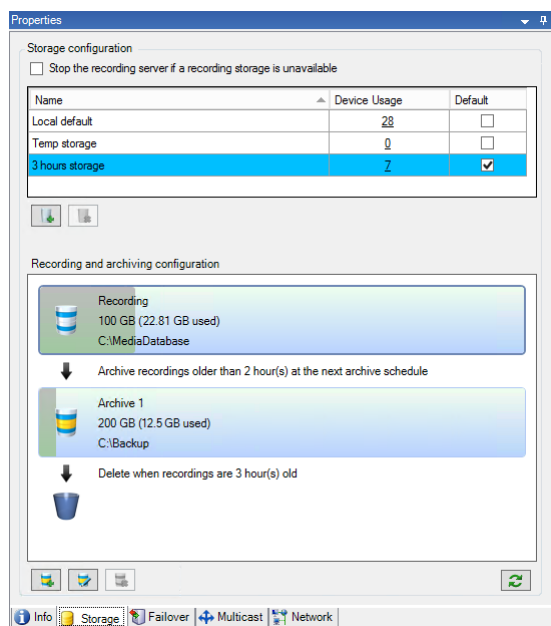 Properties
Storage configuration
Stop the recording server if a recording storage is unavailable
Name Device Usage Default
Local default 28
Temp storage 0
3 hours storage 7
Recording and archiving configuration
Recording
100 GB (22.81 GB used)
C:\MediaDatabase
Archive recordings older than 2 hour(s) at the next archive schedule
Archive 1
200 GB (12.5 GB used)
C:\Backup
Delete when recordings are 3 hour(s) old
Info Storage Failover Multicast Network